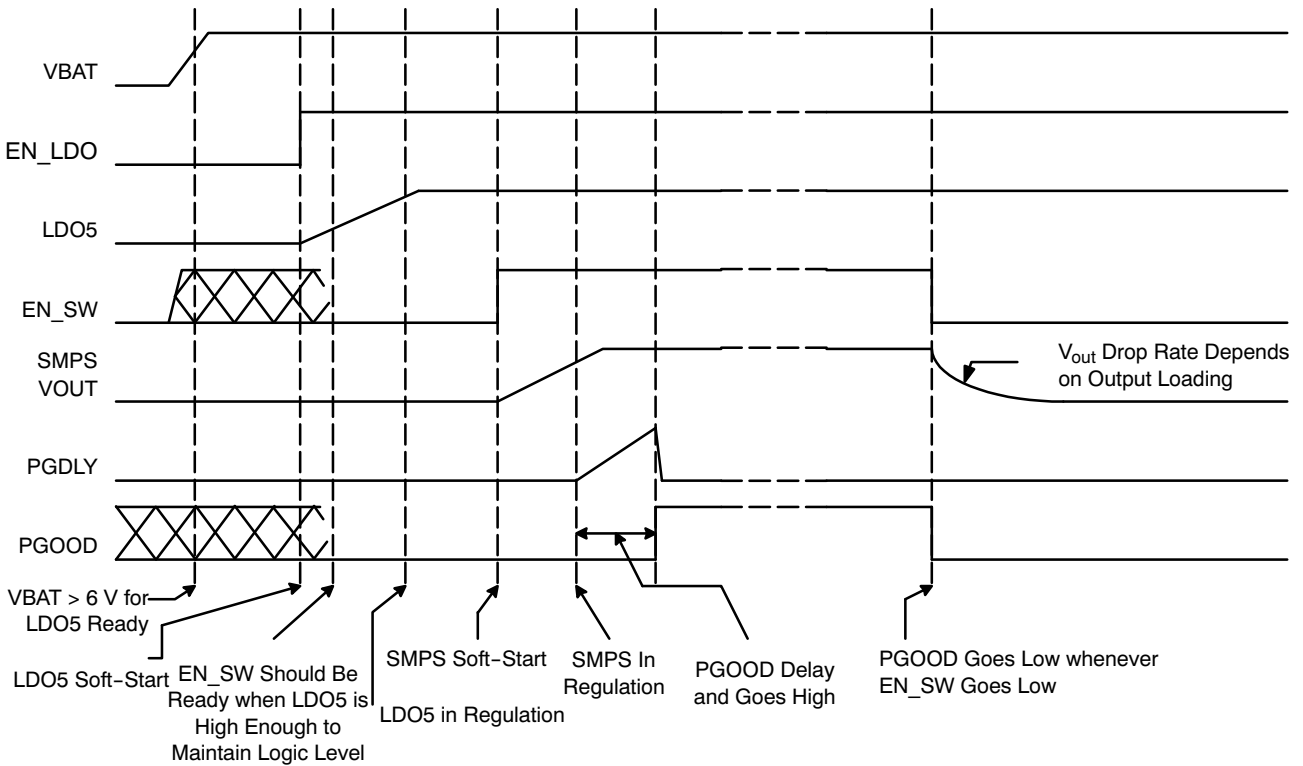 VBAT
EN_LDO
LDO5
EN_SW
SMPS
VOUT
Vout Drop Rate Depends
on Output Loading
PGDLY
PGOOD
VBAT > 6 V for
LDO5 Ready
LDO5 Soft-Start
EN_SW Should Be
Ready when LDO5 is
High Enough to
Maintain Logic Level
LDO5 in Regulation
SMPS Soft-Start
SMPS In
Regulation
PGOOD Delay
and Goes High
PGOOD Goes Low whenever
EN_SW Goes Low